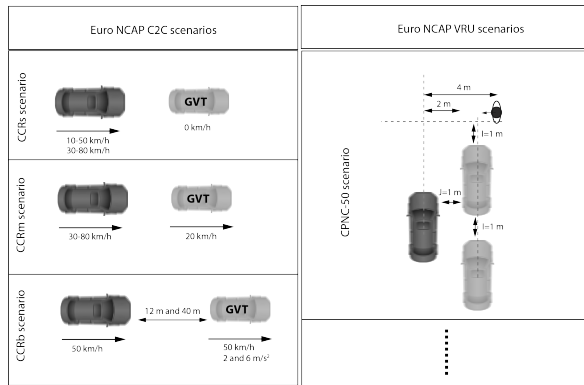 Euro NCAP C2C scenarios
CCRs scenario
GVT
10-50 km/h
30-80 km/h
0 km/h
CCRm scenario
GVT
30-80 km/h
20 km/h
CCRb scenario
12 m and 40 m
GVT
50 km/h
50 km/h
2 and 6 m/s²
Euro NCAP VRU scenarios
CPNC-50 scenario
4 m
2 m
I=1 m
J=1 m
I=1 m